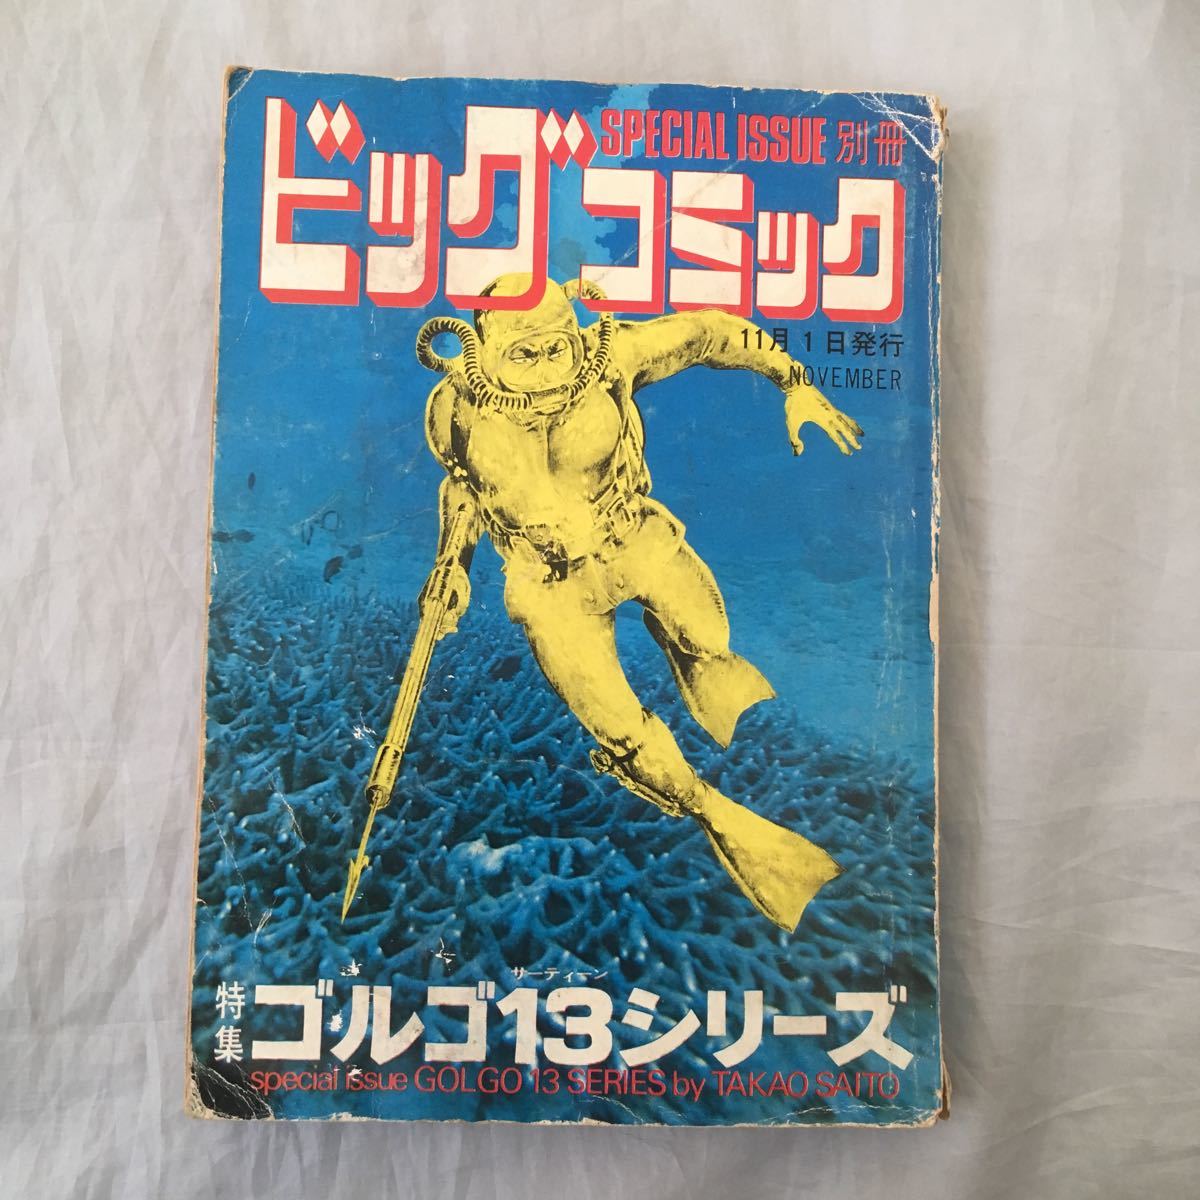 SPECIAL ISSUE 別冊
ビッグコミック
11月1日発行
NOVEMBER
特集
サーティーン
ゴルゴ13シリーズ
special issue GOLGO 13 SERIES by TAKAO SAITO